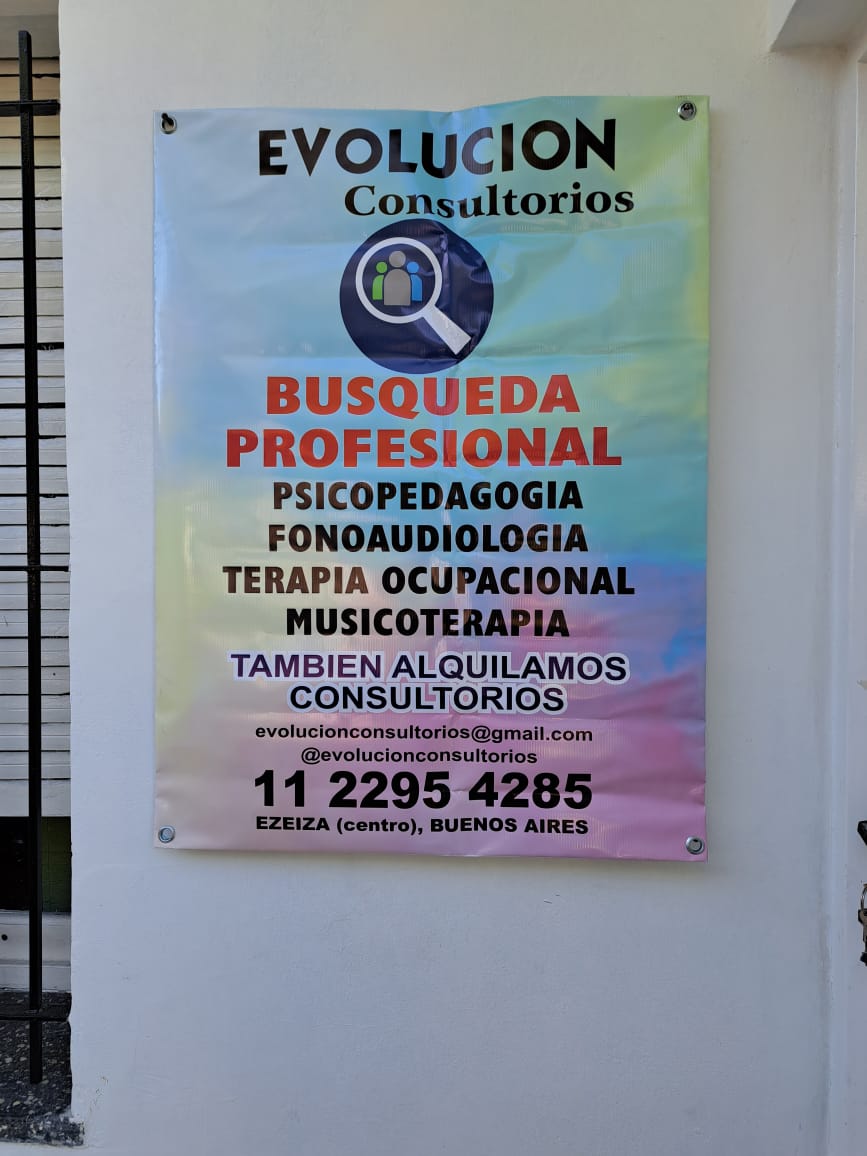 EVOLUCION
Consultorios
BUSQUEDA
PROFESIONAL
PSICOPEDAGOGIA
FONOAUDIOLOGIA
TERAPIA OCUPACIONAL
MUSICOTERAPIA
TAMBIEN ALQUILAMOS
CONSULTORIOS
evolucionconsultorios@gmail.com
@evolucionconsultorios
11 2295 4285
EZEIZA (centro), BUENOS AIRES